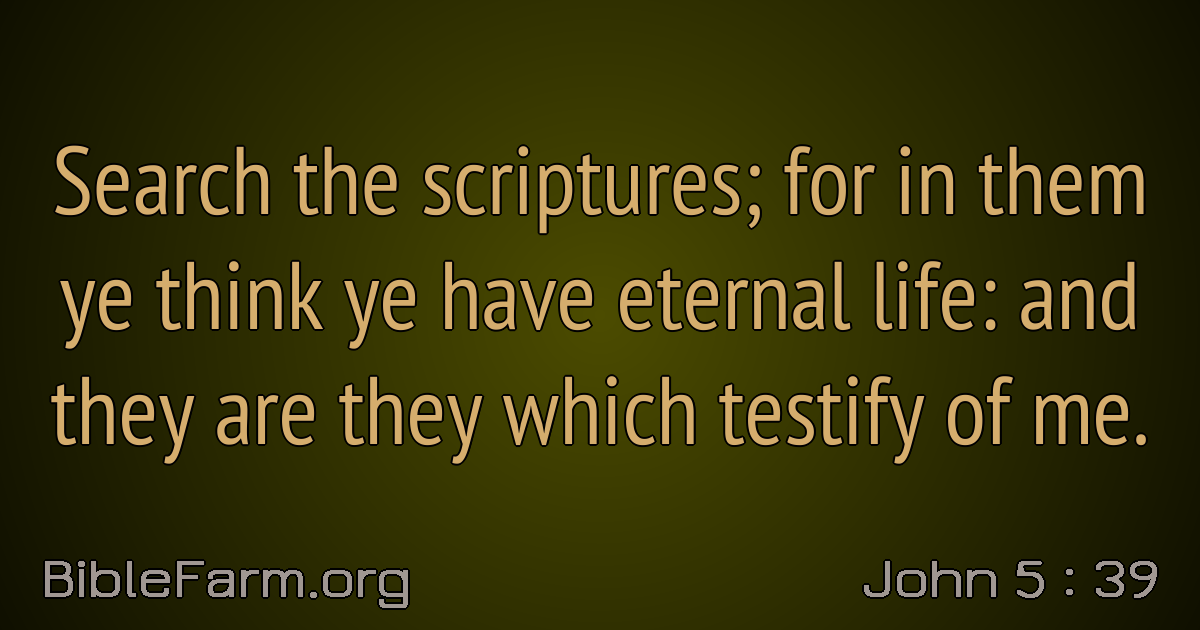 Search the scriptures; for in them
ye think ye have eternal life: and
they are they which testify of me.
BibleFarm.org
John 5 : 39